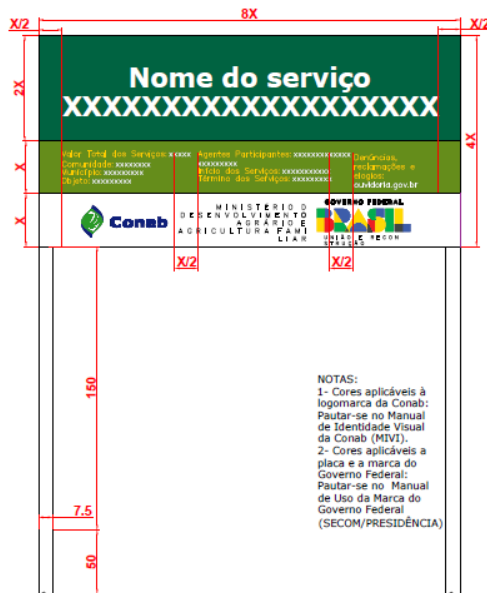 8X
X/2
X/2
2X
4X
Nome do serviço
XXXXXXXXXXXXXXXXXXX
X
Valor Total dos Serviços: xxxxx
Comunidade: xxxxxxxx
Município: xxxxxxxxx
Objeto: xxxxxxxxx
Agentes Participantes: xxxxxxxxxxxxx
xxxxxxxxx
Início dos Serviços: xxxxxxxxxxx
Término dos Serviços: xxxxxxxxx
Denúncias,
reclamações e
elogios:
ouvidoria.gov.br
X
Conab
MINISTÉRIO D
DESENVOLVIMENTO
AGRÁRIO E
AGRICULTURA FAMI
LIAR
GOVERNO FEDERAL
BRASIL
UNIÃO E RECON
STRUÇÃO
X/2
X/2
150
7.5
50
NOTAS:
1- Cores aplicáveis à
logomarca da Conab:
Pautar-se no Manual
de Identidade Visual
da Conab (MIVI).
2- Cores aplicáveis a
placa e a marca do
Governo Federal:
Pautar-se no Manual
de Uso da Marca do
Governo Federal
(SECOM/PRESIDÊNCIA)